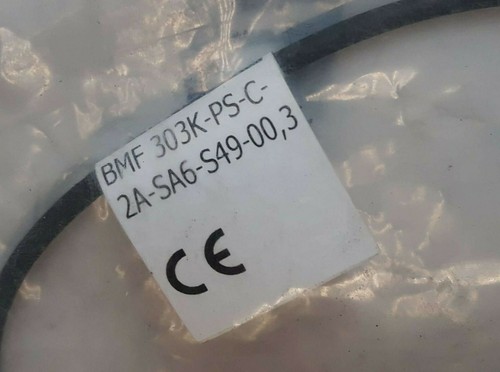 BMF 303K-PS-C-
2A-SA6-S49-00,3
CE